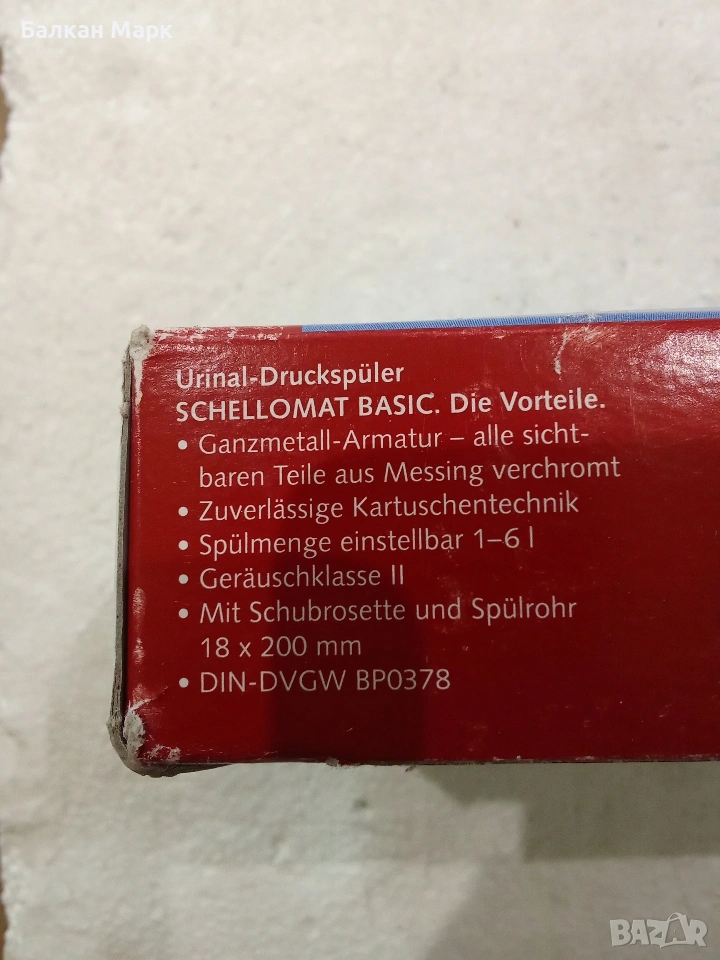 Балкан Марк
Urinal-Druckspüler
SCHELLOMAT BASIC. Die Vorteile.
• Ganzmetall-Armatur – alle sicht-
baren Teile aus Messing verchromt
• Zuverlässige Kartuschentechnik
• Spülmenge einstellbar 1–6 l
• Geräuschklasse II
• Mit Schubrosette und Spülrohr
18 x 200 mm
• DIN-DVGW BP0378
BAZAR